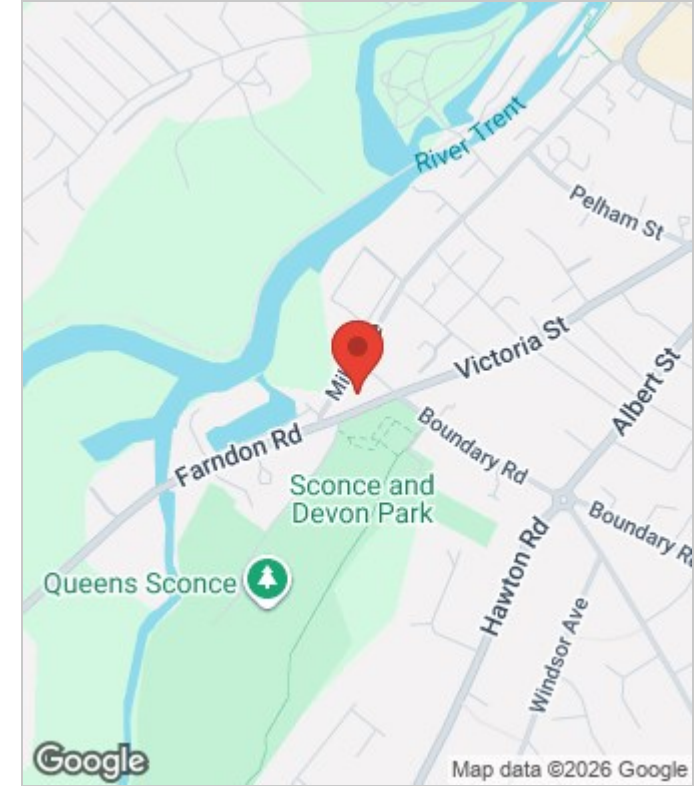 River Trent
Pelham St
Victoria St
Albert St
Farndon Rd
Boundary Rd
Sconce and
Devon Park
Boundary
Hawton Rd
Queens Sconce
Windsor Ave
Google
Map data ©2026 Google